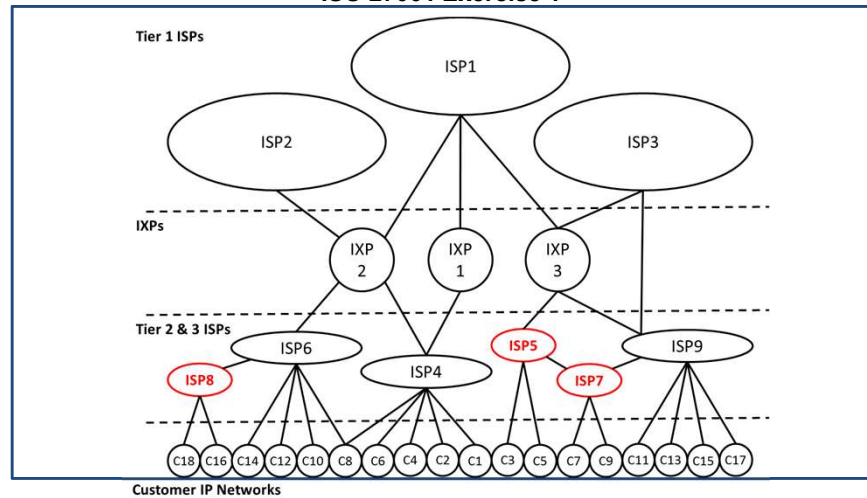 Tier 1 ISPs
ISP1
ISP2
ISP3
IXPs
IXP
2
IXP
1
IXP
3
Tier 2 & 3 ISPs
ISP6
ISP5
ISP9
ISP8
ISP4
ISP7
C18 C16 C14 C12 C10 C8 C6 C4 C2 C1 C3 C5 C7 C9 C11 C13 C15 C17
Customer IP Networks